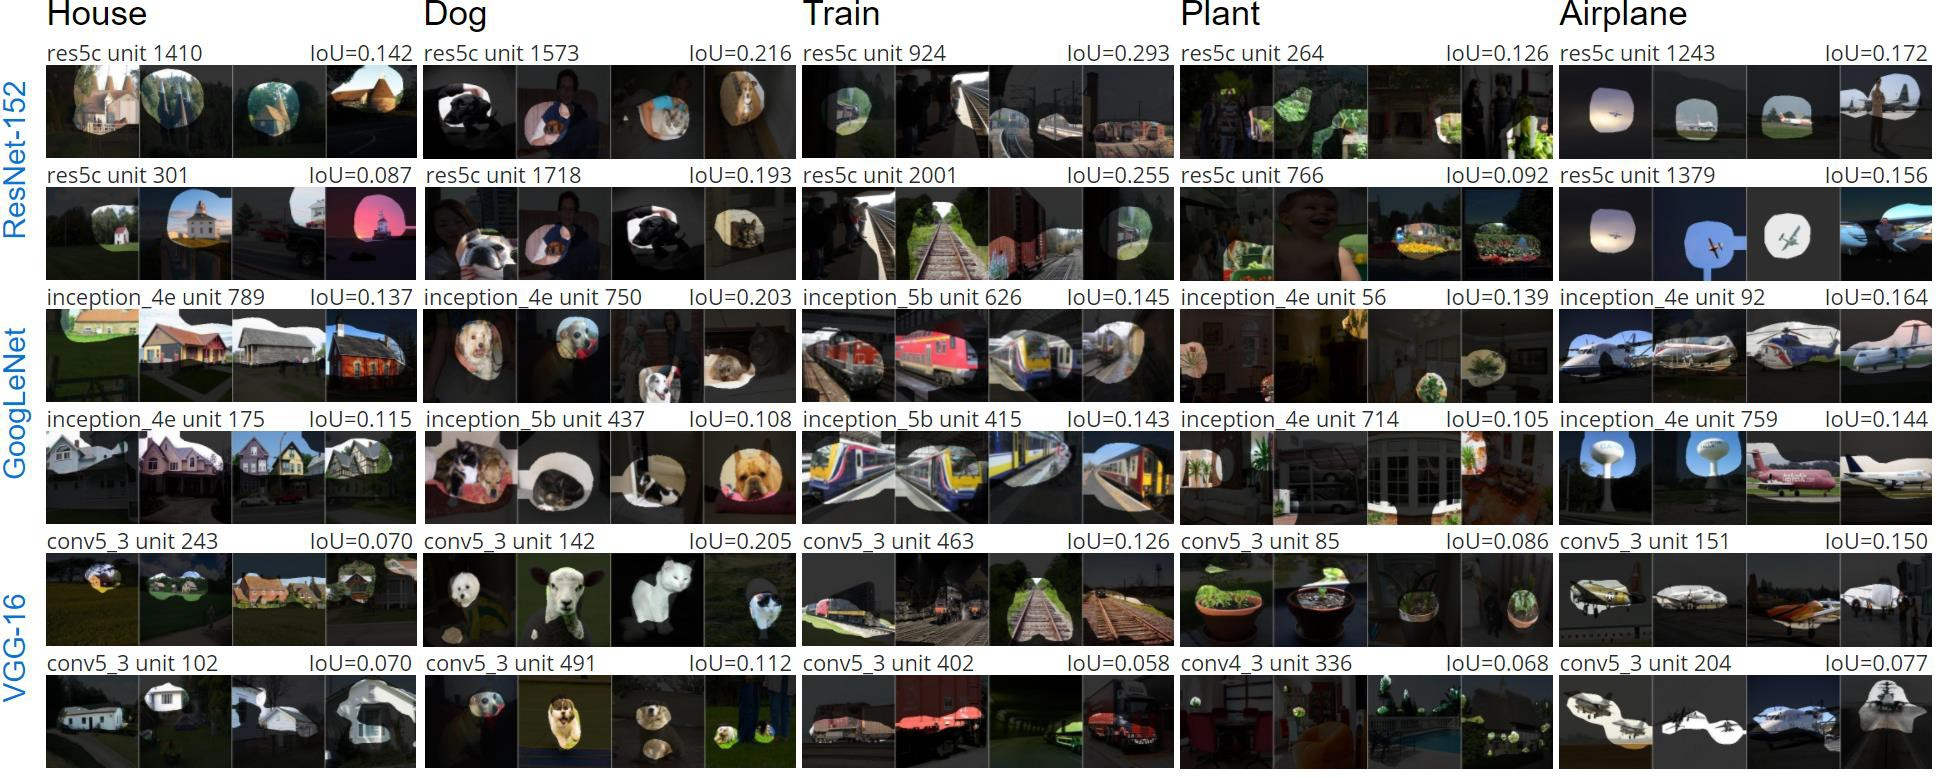 House Dog Train Plant Airplane
ResNet-152
res5c unit 1410 IoU=0.142 res5c unit 1573 IoU=0.216 res5c unit 924 IoU=0.293 res5c unit 264 IoU=0.126 res5c unit 1243 IoU=0.172
res5c unit 301 IoU=0.087 res5c unit 1718 IoU=0.193 res5c unit 2001 IoU=0.255 res5c unit 766 IoU=0.092 res5c unit 1379 IoU=0.156
GoogLeNet
inception_4e unit 789 IoU=0.137 inception_4e unit 750 IoU=0.203 inception_5b unit 626 IoU=0.145 inception_4e unit 56 IoU=0.139 inception_4e unit 92 IoU=0.164
inception_4e unit 175 IoU=0.115 inception_5b unit 437 IoU=0.108 inception_5b unit 415 IoU=0.143 inception_4e unit 714 IoU=0.105 inception_4e unit 759 IoU=0.144
VGG-16
conv5_3 unit 243 IoU=0.070 conv5_3 unit 142 IoU=0.205 conv5_3 unit 463 IoU=0.126 conv5_3 unit 85 IoU=0.086 conv5_3 unit 151 IoU=0.150
conv5_3 unit 102 IoU=0.070 conv5_3 unit 491 IoU=0.112 conv5_3 unit 402 IoU=0.058 conv4_3 unit 336 IoU=0.068 conv5_3 unit 204 IoU=0.077